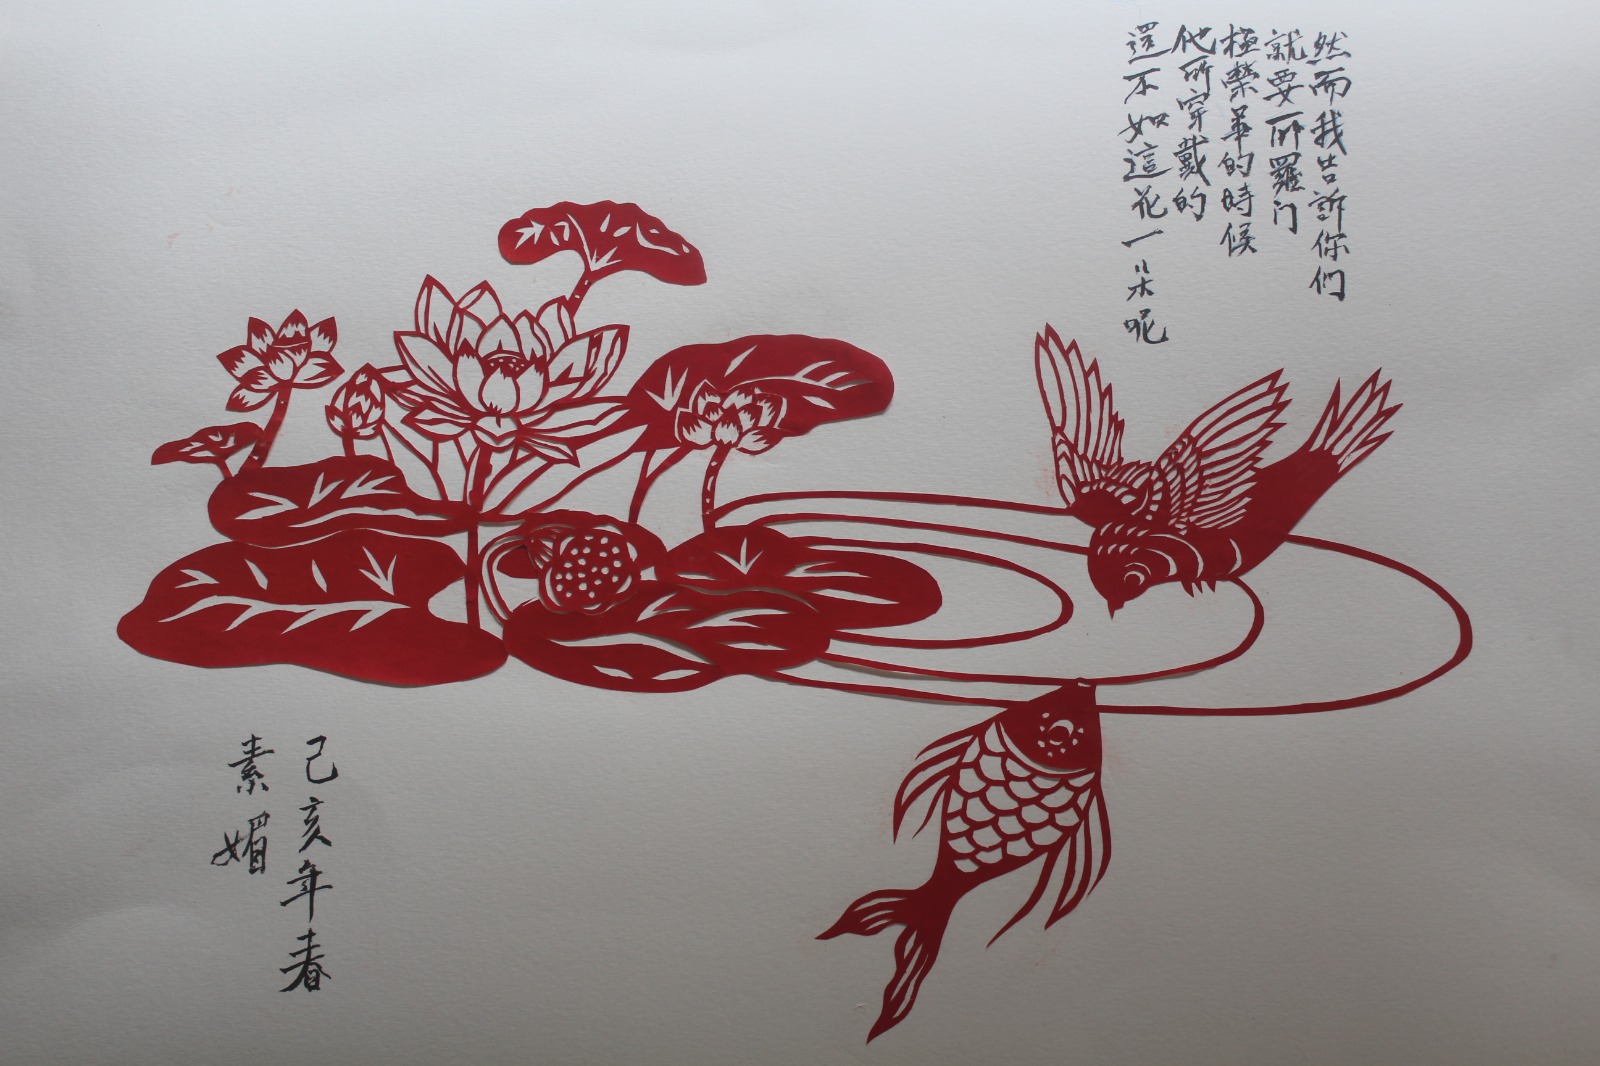 然而我告訴你們
就要所羅门
極榮華的時候
他所穿戴的
還不如這花一朵呢
己亥年春
素媚